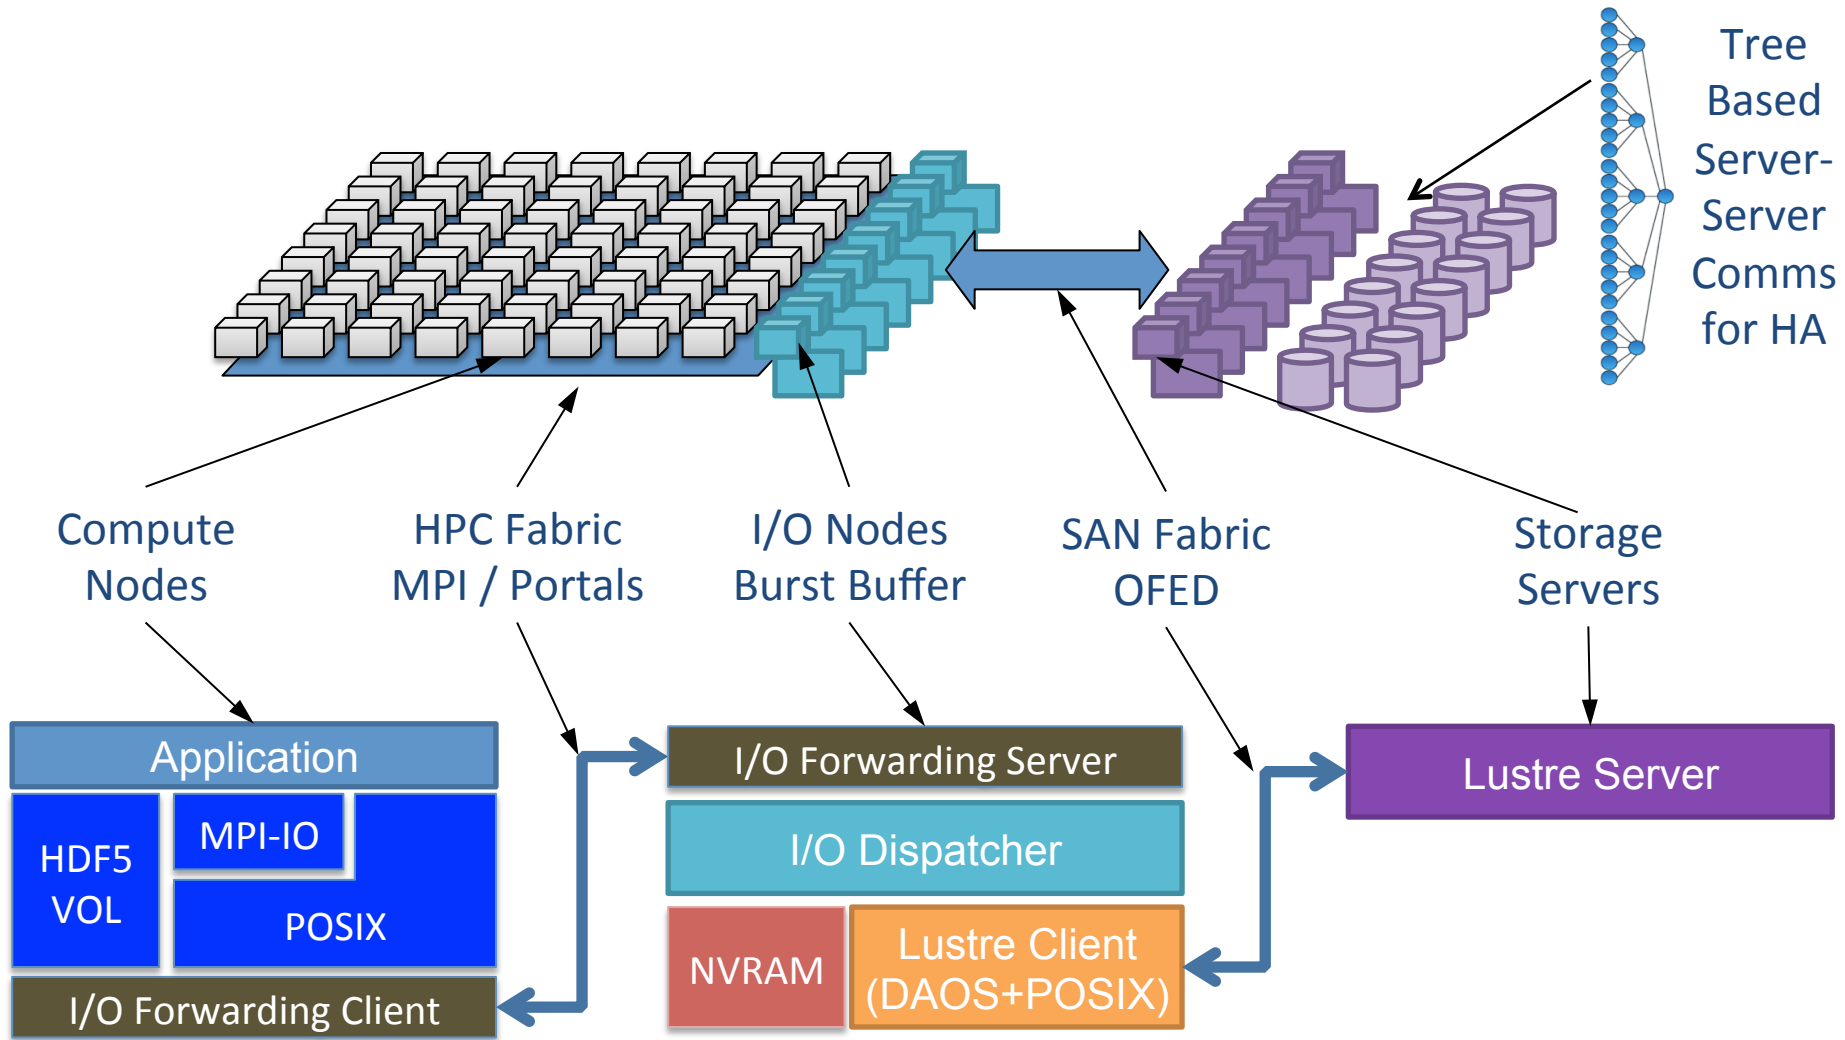 Tree
Based
Server-
Server
Comms
for HA
Compute
Nodes
HPC Fabric
MPI / Portals
I/O Nodes
Burst Buffer
SAN Fabric
OFED
Storage
Servers
Application
HDF5
VOL
MPI-IO
POSIX
I/O Forwarding Client
I/O Forwarding Server
I/O Dispatcher
NVRAM
Lustre Client
(DAOS+POSIX)
Lustre Server